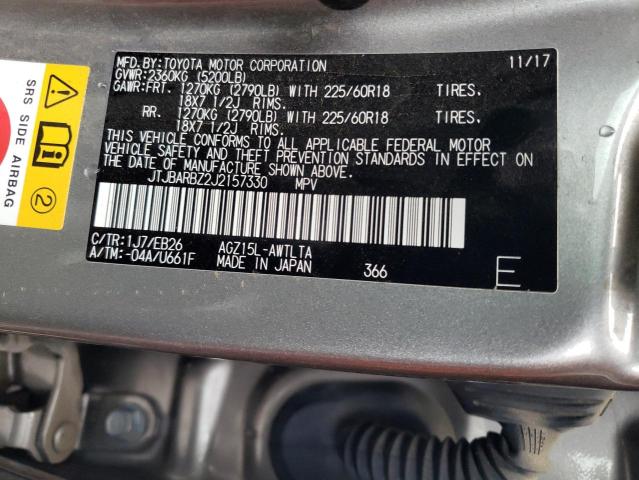 MFD.BY:TOYOTA MOTOR CORPORATION 11/17
GVWR:2360KG (5200LB)
GAWR:FRT. 1270KG (2790LB) WITH 225/60R18 TIRES.
18X7 1/2J RIMS.
RR. 1270KG (2790LB) WITH 225/60R18 TIRES.
18X7 1/2J RIMS.
THIS VEHICLE CONFORMS TO ALL APPLICABLE FEDERAL MOTOR
VEHICLE SAFETY AND THEFT PREVENTION STANDARDS IN EFFECT ON
THE DATE OF MANUFACTURE SHOWN ABOVE.
JTJBARBZ2J2157330 MPV
C/TR:1J7/EB26 AGZ15L-AWTLTA
A/TM:-04A/U661F MADE IN JAPAN 366 E
SRS SIDE AIRBAG
2